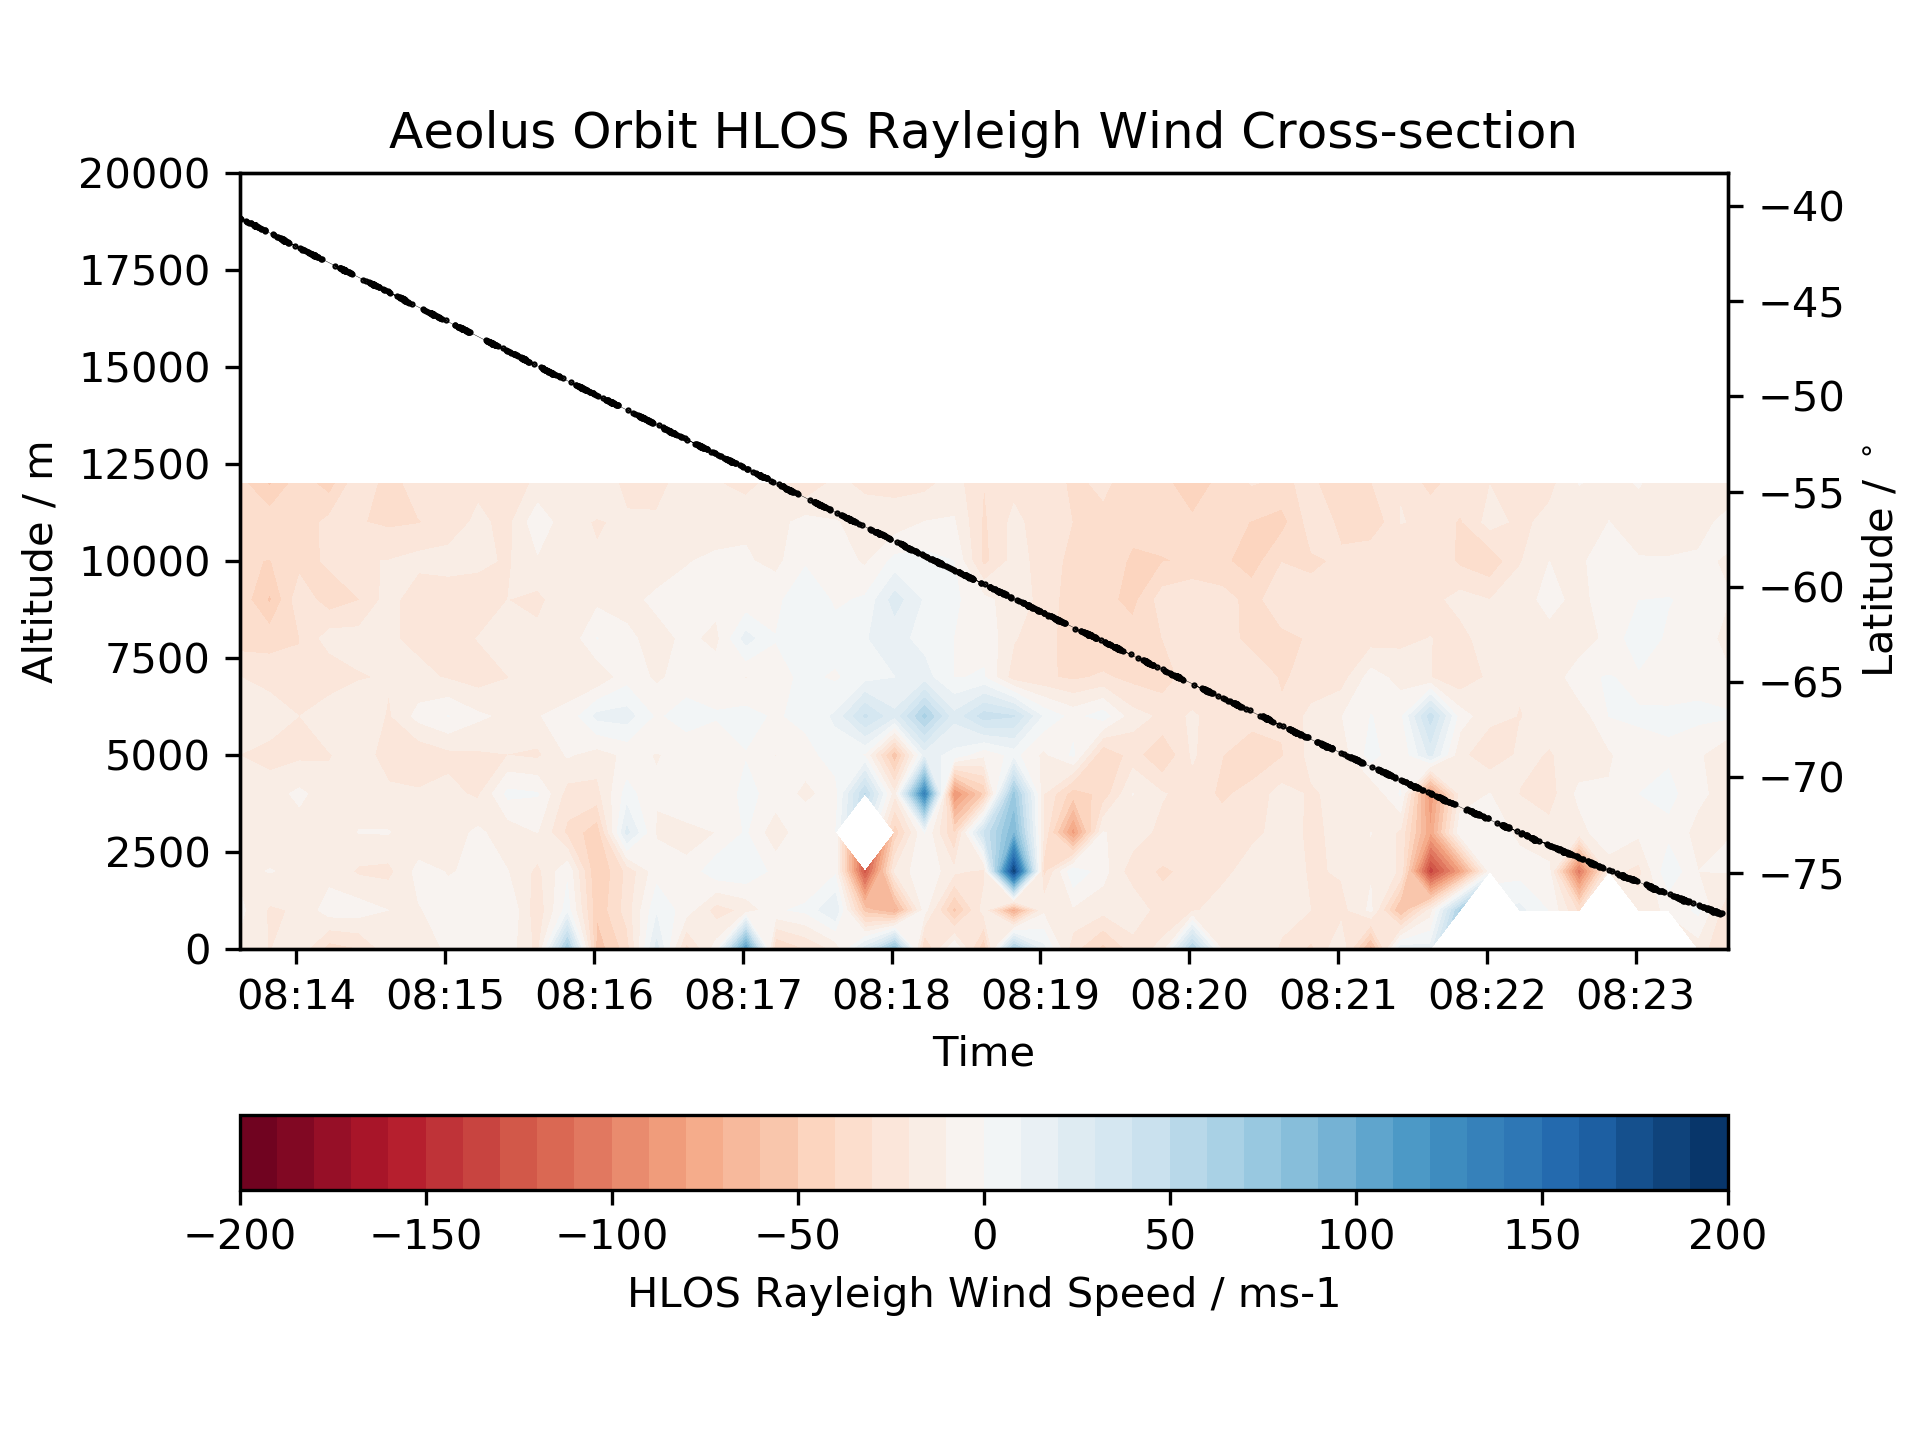 Aeolus Orbit HLOS Rayleigh Wind Cross-section
20000
17500
15000
12500
10000
7500
5000
2500
0
Altitude / m
−40
−45
−50
−55
−60
−65
−70
−75
Latitude / °
08:14 08:15 08:16 08:17 08:18 08:19 08:20 08:21 08:22 08:23
Time
−200 −150 −100 −50 0 50 100 150 200
HLOS Rayleigh Wind Speed / ms-1